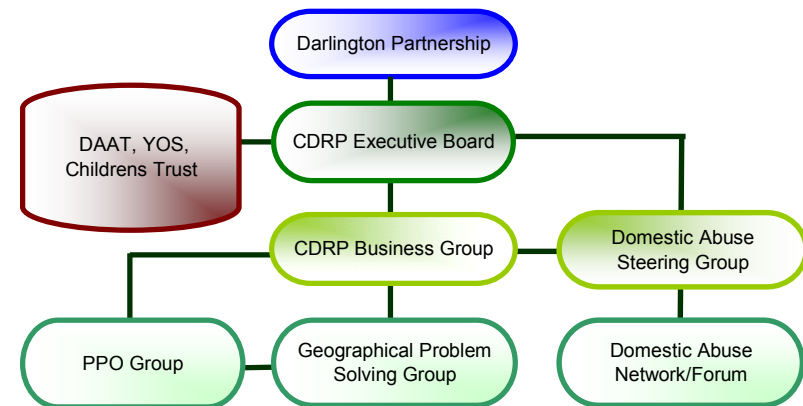 Darlington Partnership
DAAT, YOS,
Childrens Trust
CDRP Executive Board
CDRP Business Group
Domestic Abuse
Steering Group
PPO Group
Geographical Problem
Solving Group
Domestic Abuse
Network/Forum